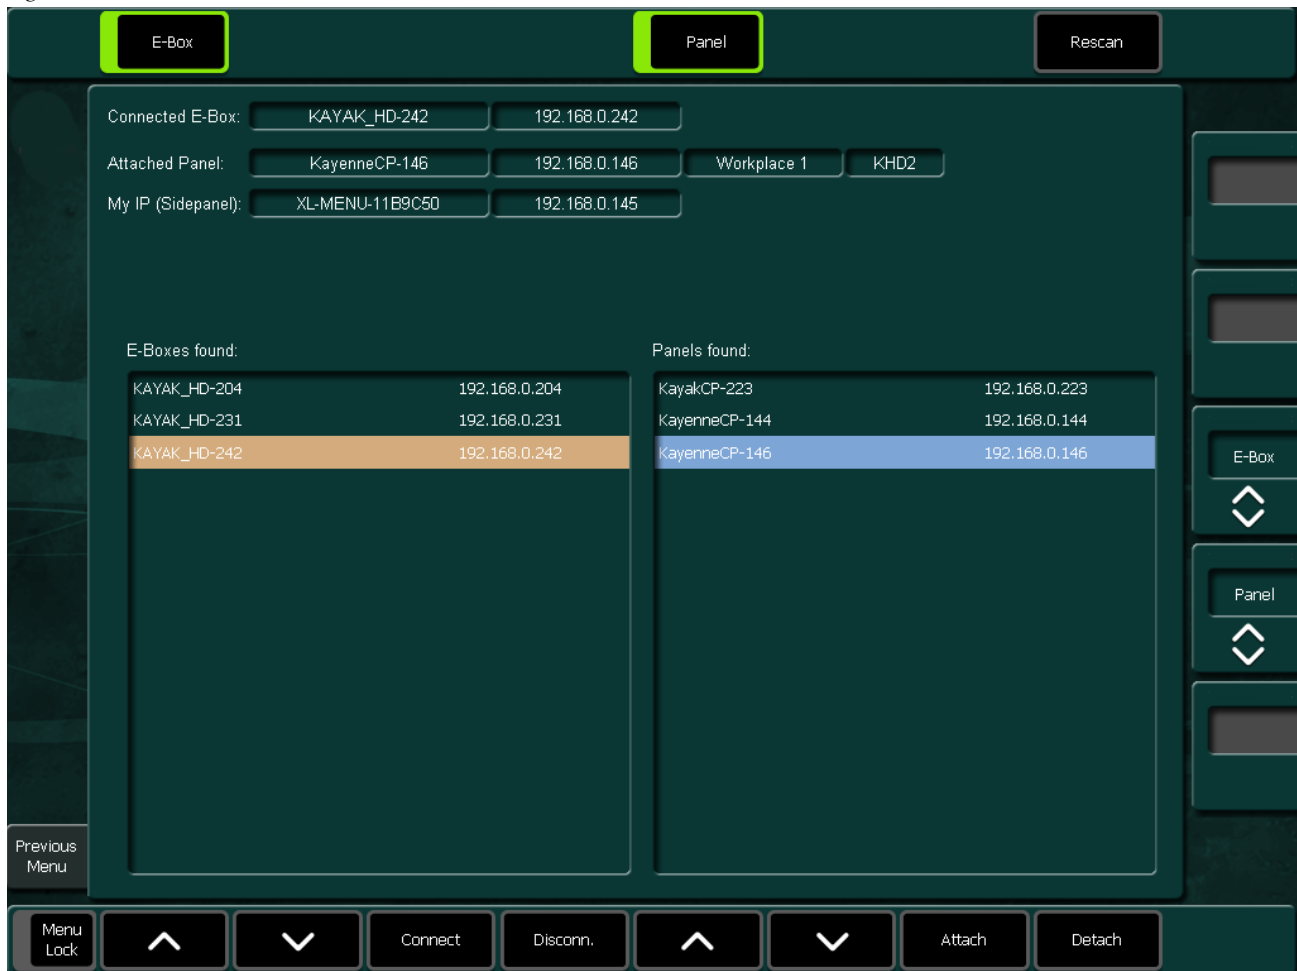 E-Box Panel Rescan
Connected E-Box: KAYAK_HD-242 192.168.0.242
Attached Panel: KayenneCP-146 192.168.0.146 Workplace 1 KHD2
My IP (Sidepanel): XL-MENU-11B9C50 192.168.0.145
E-Boxes found: Panels found:
KAYAK_HD-204 192.168.0.204 KayakCP-223 192.168.0.223
KAYAK_HD-231 192.168.0.231 KayenneCP-144 192.168.0.144
KAYAK_HD-242 192.168.0.242 KayenneCP-146 192.168.0.146
E-Box
Panel
Previous
Menu
Menu
Lock
Connect Disconn. Attach Detach